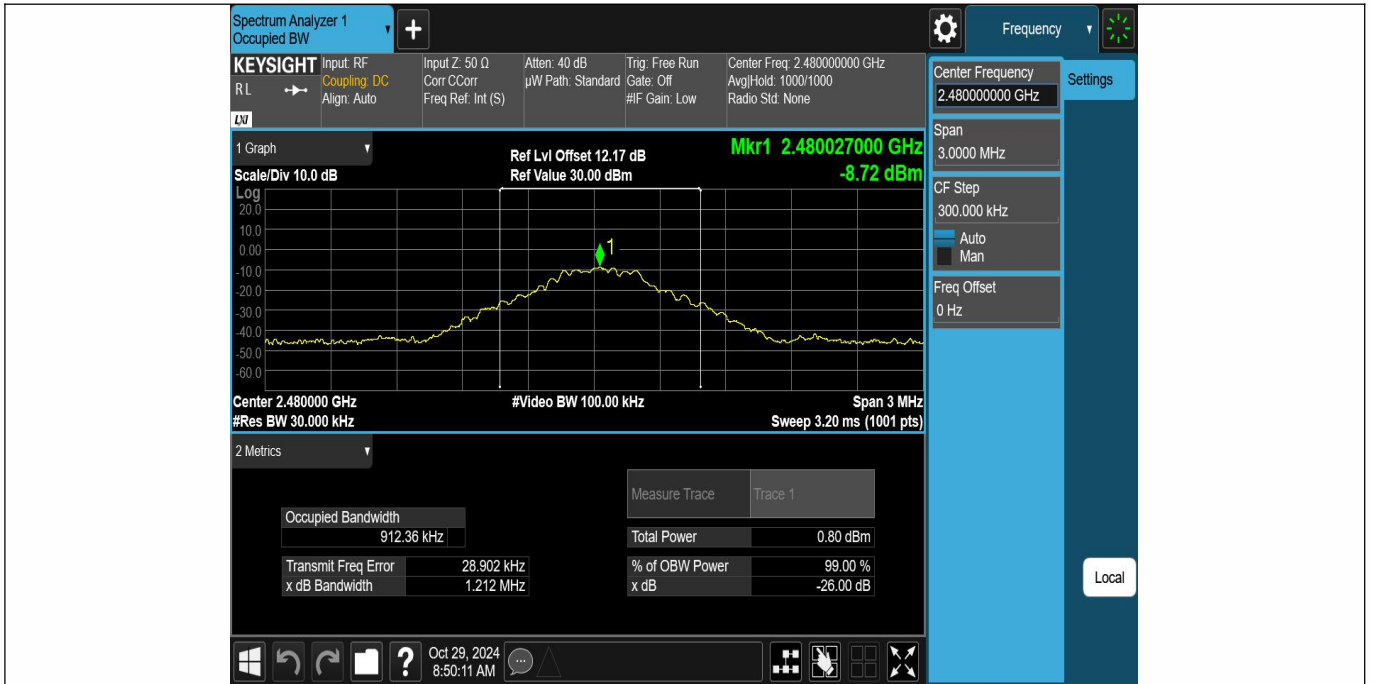 Spectrum Analyzer 1
Occupied BW
+
Frequency
KEYSIGHT
RL
LXI
Input: RF
Coupling: DC
Align: Auto
Input Z: 50 Ω
Corr CCorr
Freq Ref: Int (S)
Atten: 40 dB
µW Path: Standard
Trig: Free Run
Gate: Off
#IF Gain: Low
Center Freq: 2.480000000 GHz
Avg|Hold: 1000/1000
Radio Std: None
Center Frequency
2.480000000 GHz
Settings
Span
3.0000 MHz
CF Step
300.000 kHz
Auto
Man
Freq Offset
0 Hz
Local
1 Graph
Scale/Div 10.0 dB
Ref Lvl Offset 12.17 dB
Ref Value 30.00 dBm
Mkr1 2.480027000 GHz
-8.72 dBm
Log
20.0
10.0
0.00
-10.0
-20.0
-30.0
-40.0
-50.0
-60.0
1
Center 2.480000 GHz
#Res BW 30.000 kHz
#Video BW 100.00 kHz
Span 3 MHz
Sweep 3.20 ms (1001 pts)
2 Metrics
Measure Trace Trace 1
Occupied Bandwidth
912.36 kHz
Total Power 0.80 dBm
Transmit Freq Error 28.902 kHz
% of OBW Power 99.00 %
x dB Bandwidth 1.212 MHz
x dB -26.00 dB
?
Oct 29, 2024
8:50:11 AM